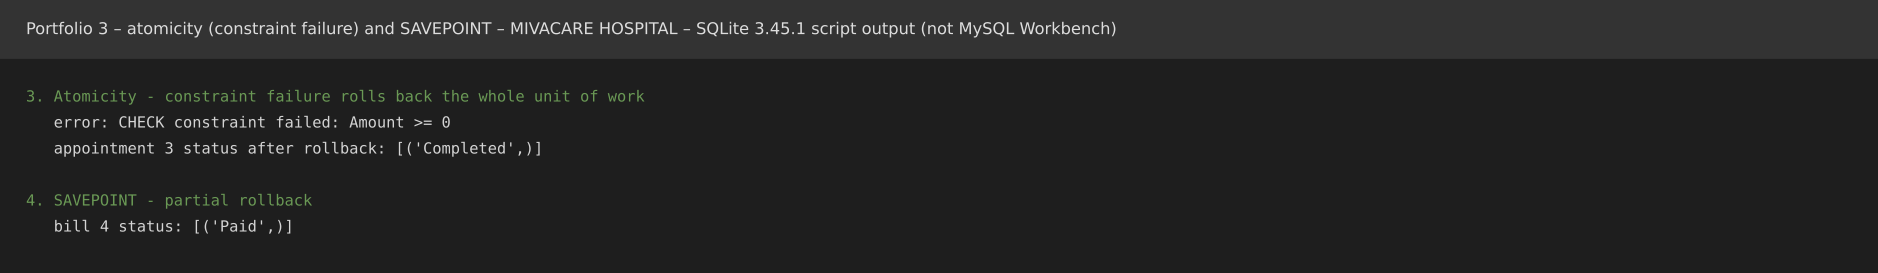 Portfolio 3 – atomicity (constraint failure) and SAVEPOINT – MIVACARE HOSPITAL – SQLite 3.45.1 script output (not MySQL Workbench)
3. Atomicity - constraint failure rolls back the whole unit of work
error: CHECK constraint failed: Amount >= 0
appointment 3 status after rollback: [('Completed',)]
4. SAVEPOINT - partial rollback
bill 4 status: [('Paid',)]